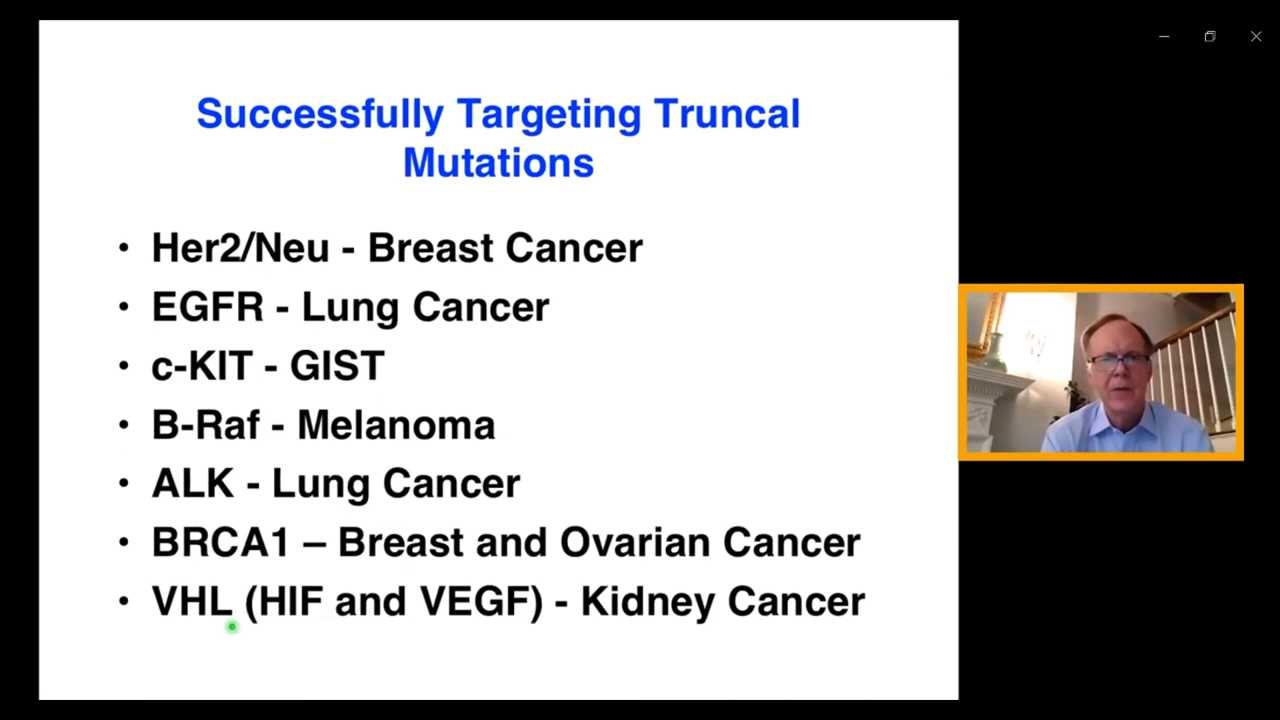 Successfully Targeting Truncal
Mutations
• Her2/Neu - Breast Cancer
• EGFR - Lung Cancer
• c-KIT - GIST
• B-Raf - Melanoma
• ALK - Lung Cancer
• BRCA1 – Breast and Ovarian Cancer
• VHL (HIF and VEGF) - Kidney Cancer